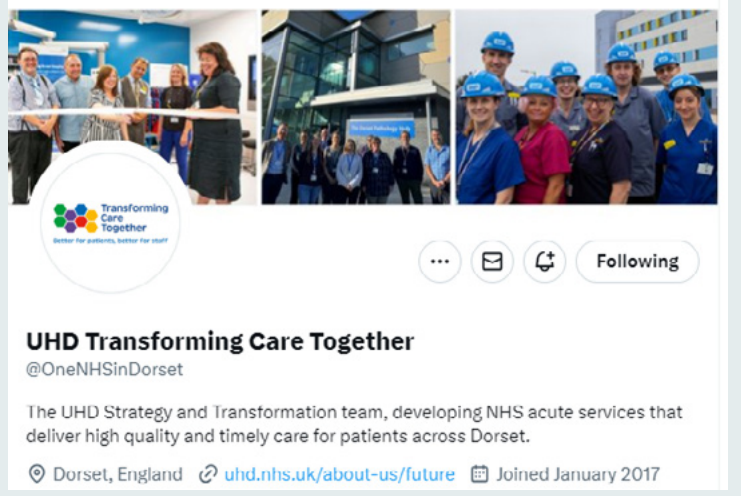 Transforming
Care
Together
Better for patients, better for staff
Following
UHD Transforming Care Together
@OneNHSinDorset
The UHD Strategy and Transformation team, developing NHS acute services that
deliver high quality and timely care for patients across Dorset.
Dorset, England uhd.nhs.uk/about-us/future Joined January 2017